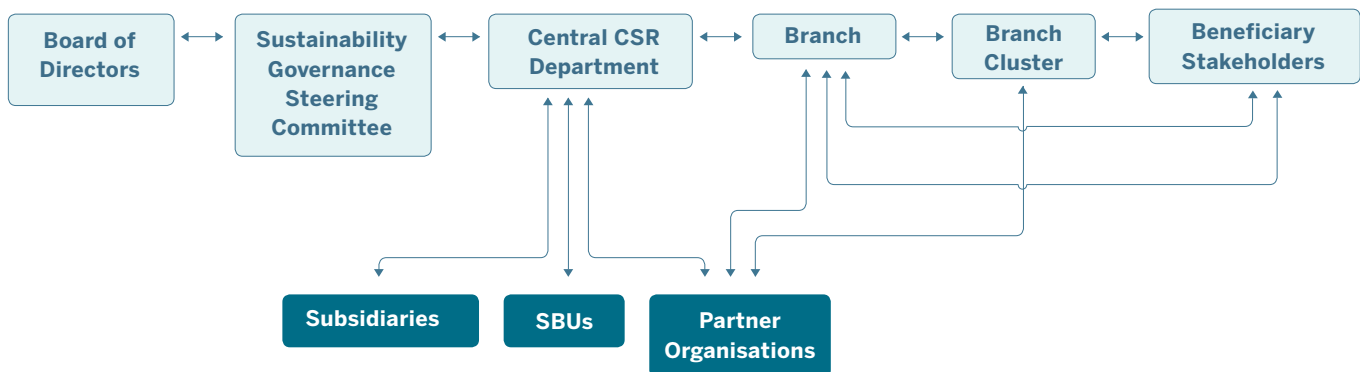 Board of
Directors
Sustainability
Governance
Steering
Committee
Central CSR
Department
Branch
Branch
Cluster
Beneficiary
Stakeholders
Subsidiaries
SBUs
Partner
Organisations